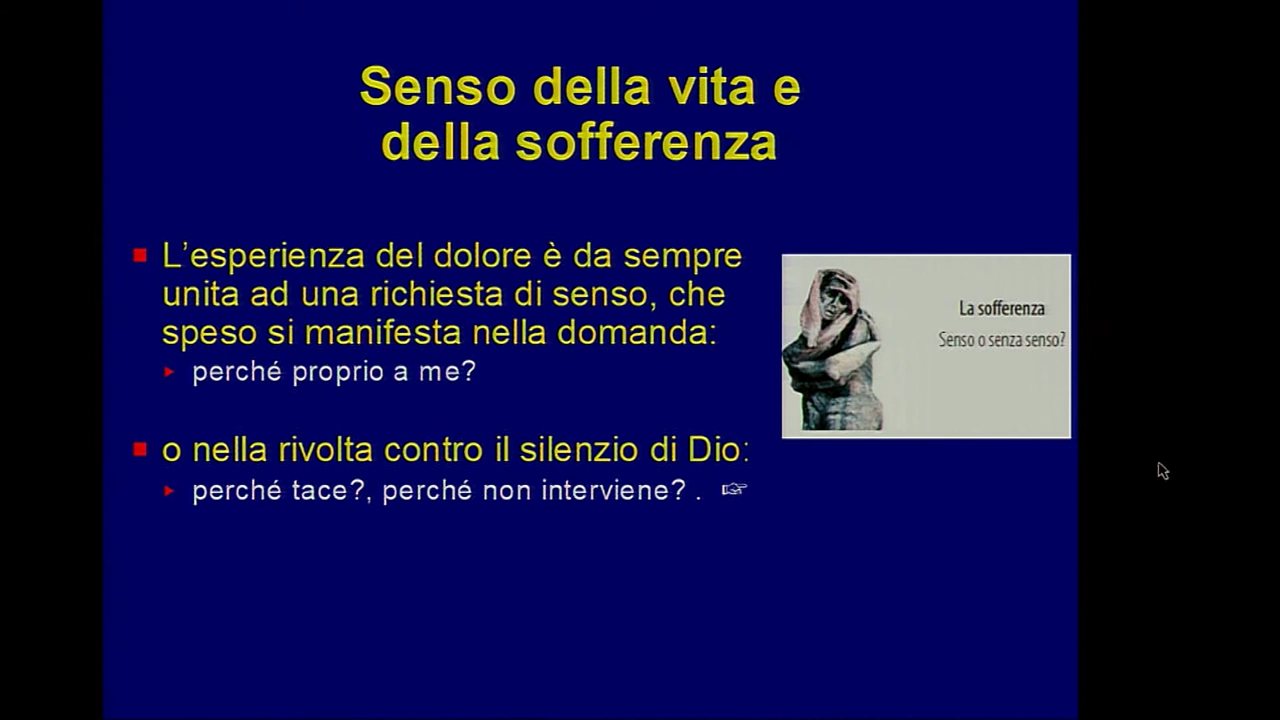 Senso della vita e
della sofferenza
L'esperienza del dolore è da sempre
unita ad una richiesta di senso, che
speso si manifesta nella domanda:
perché proprio a me?
o nella rivolta contro il silenzio di Dio:
perché tace?, perché non interviene? . ☞
La sofferenza
Senso o senza senso?